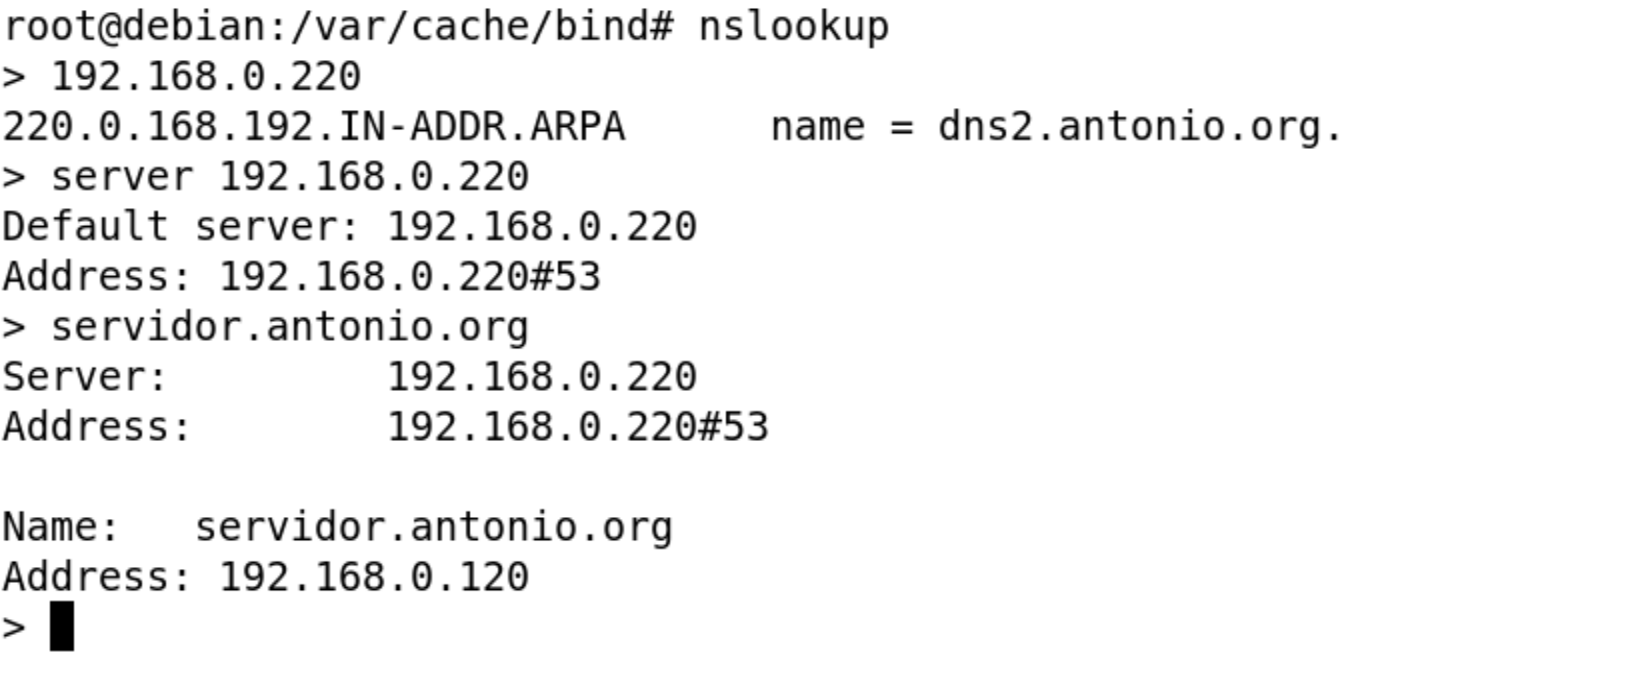 root@debian:/var/cache/bind# nslookup
> 192.168.0.220
220.0.168.192.IN-ADDR.ARPA      name = dns2.antonio.org.
> server 192.168.0.220
Default server: 192.168.0.220
Address: 192.168.0.220#53
> servidor.antonio.org
Server:         192.168.0.220
Address:        192.168.0.220#53

Name:   servidor.antonio.org
Address: 192.168.0.120
>